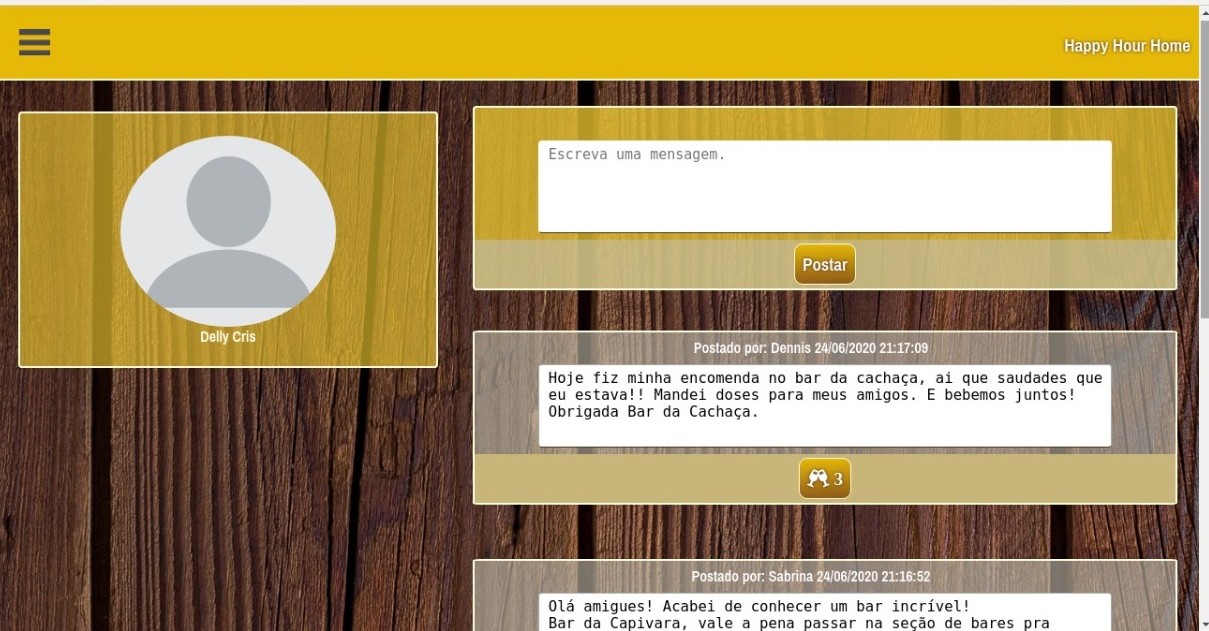 Happy Hour Home
Delly Cris
Escreva uma mensagem.
Postar
Postado por: Dennis 24/06/2020 21:17:09
Hoje fiz minha encomenda no bar da cachaça, ai que saudades que
eu estava!! Mandei doses para meus amigos. E bebemos juntos!
Obrigada Bar da Cachaça.
3
Postado por: Sabrina 24/06/2020 21:16:52
Olá amigues! Acabei de conhecer um bar incrível!
Bar da Capivara, vale a pena passar na seção de bares pra